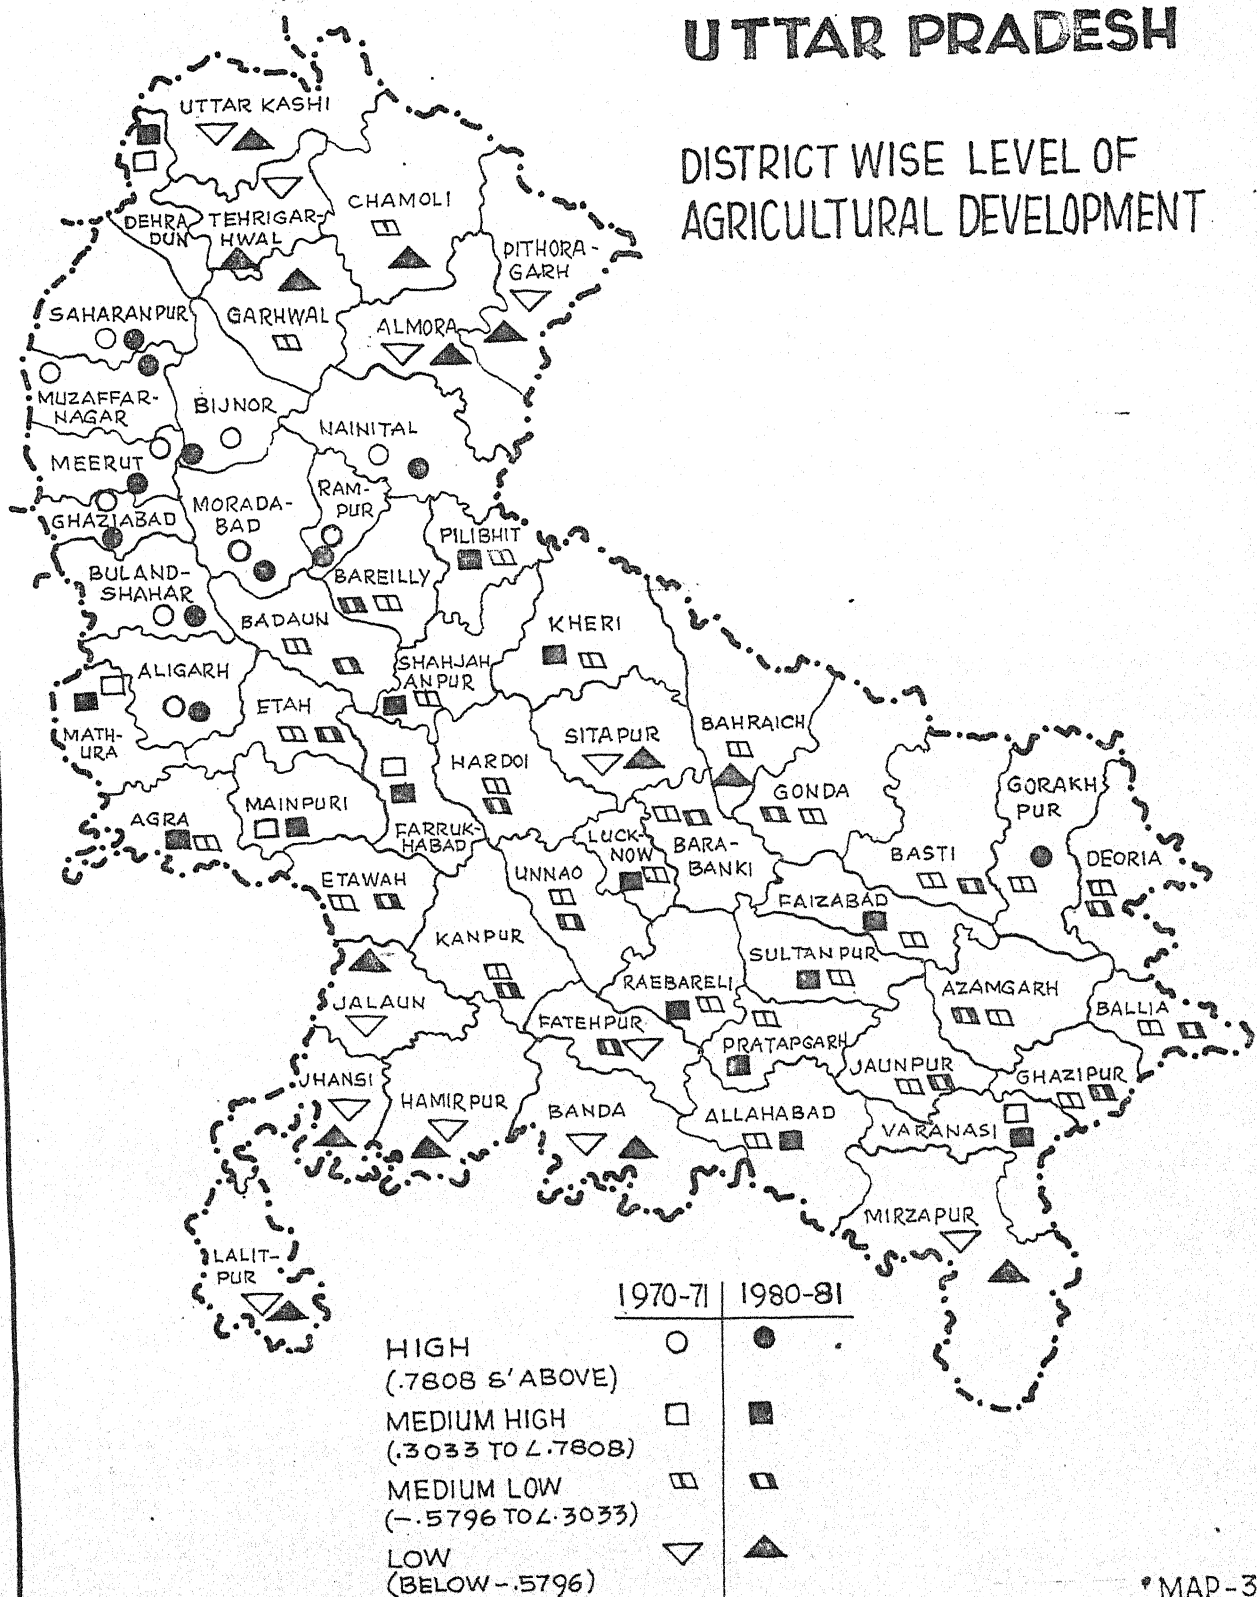 UTTAR PRADESH
DISTRICT WISE LEVEL OF
AGRICULTURAL DEVELOPMENT
UTTAR KASHI
CHAMOLI
DEHRA
DUN
TEHRIGAR-
HWAL
PITHORA-
GARH
SAHARANPUR
GARHWAL
ALMORA
MUZAFFAR-
NAGAR
BIJNOR
NAINITAL
MEERUT
GHAZIABAD
MORADA-
BAD
RAM-
PUR
PILIBHIT
BULAND-
SHAHAR
BAREILLY
BADAUN
KHERI
ALIGARH
SHAHJAH
ANPUR
ETAH
MATH-
URA
HARDOI
SITAPUR
BAHRAICH
GONDA
GORAKH
PUR
AGRA
MAINPURI
FARRUK-
HABAD
LUCK-
NOW
BARA-
BANKI
BASTI
DEORIA
ETAWAH
UNNAO
FAIZABAD
KANPUR
SULTANPUR
RAEBARELI
AZAMGARH
BALLIA
JALAUN
FATEHPUR
PRATAPGARH
JAUNPUR
GHAZIPUR
JHANSI
HAMIRPUR
BANDA
ALLAHABAD
VARANASI
MIRZAPUR
LALIT-
PUR
1970-71 1980-81
HIGH
(.7808 & ABOVE)
MEDIUM HIGH
(.3033 TO ∠.7808)
MEDIUM LOW
(-.5796 TO ∠.3033)
LOW
(BELOW -.5796)
MAP-3